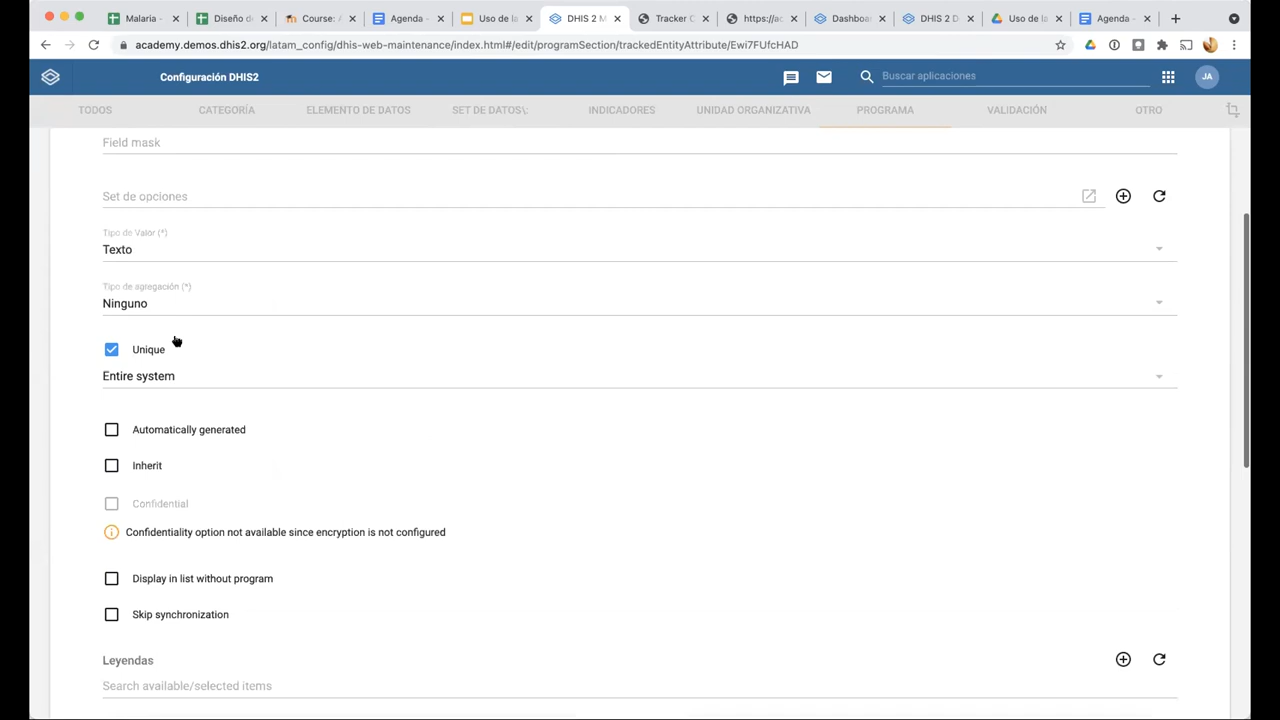 Malaria -
Diseño d
Course: A
Agenda -
Uso de la
DHIS 2 M
Tracker C
https://ac
Dashboa
DHIS 2 D
Uso de la
Agenda -
academy.demos.dhis2.org/latam_config/dhis-web-maintenance/index.html#/edit/programSection/trackedEntityAttribute/Ewi7FUfcHAD
Configuración DHIS2
Buscar aplicaciones
JA
TODOS
CATEGORÍA
ELEMENTO DE DATOS
SET DE DATOS\;
INDICADORES
UNIDAD ORGANIZATIVA
PROGRAMA
VALIDACIÓN
OTRO
Field mask
Set de opciones
Tipo de Valor (*)
Texto
Tipo de agregación (*)
Ninguno
Unique
Entire system
Automatically generated
Inherit
Confidential
Confidentiality option not available since encryption is not configured
Display in list without program
Skip synchronization
Leyendas
Search available/selected items